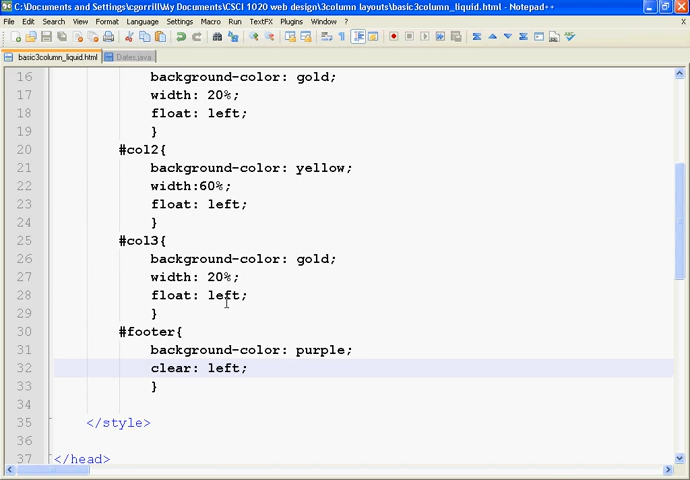 C:\Documents and Settings\cgorrill\My Documents\CSCI 1020 web design\3column layouts\basic3column_liquid.html - Notepad++
File Edit Search View Format Language Settings Macro Run TextFX Plugins Window ? X
basic3column_liquid.html Dates.java
16 background-color: gold;
17 width: 20%;
18 float: left;
19 }
20 #col2{
21 background-color: yellow;
22 width:60%;
23 float: left;
24 }
25 #col3{
26 background-color: gold;
27 width: 20%;
28 float: left;
29 }
30 #footer{
31 background-color: purple;
32 clear: left;
33 }
34
35 </style>
36
37 </head>